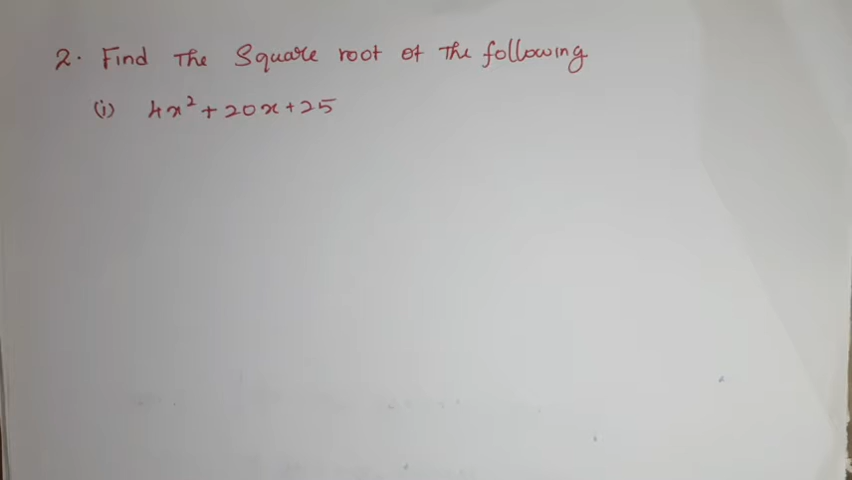 2. Find The Square root of The following
(i) 4x² + 20x + 25